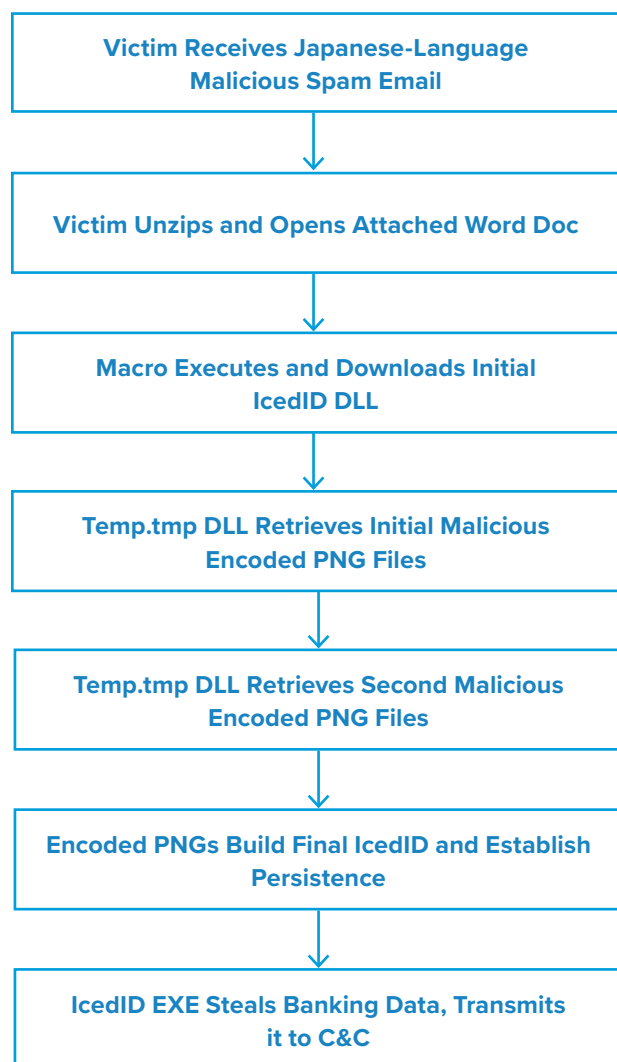 Victim Receives Japanese-Language
Malicious Spam Email
Victim Unzips and Opens Attached Word Doc
Macro Executes and Downloads Initial
IcedID DLL
Temp.tmp DLL Retrieves Initial Malicious
Encoded PNG Files
Temp.tmp DLL Retrieves Second Malicious
Encoded PNG Files
Encoded PNGs Build Final IcedID and Establish
Persistence
IcedID EXE Steals Banking Data, Transmits
it to C&C